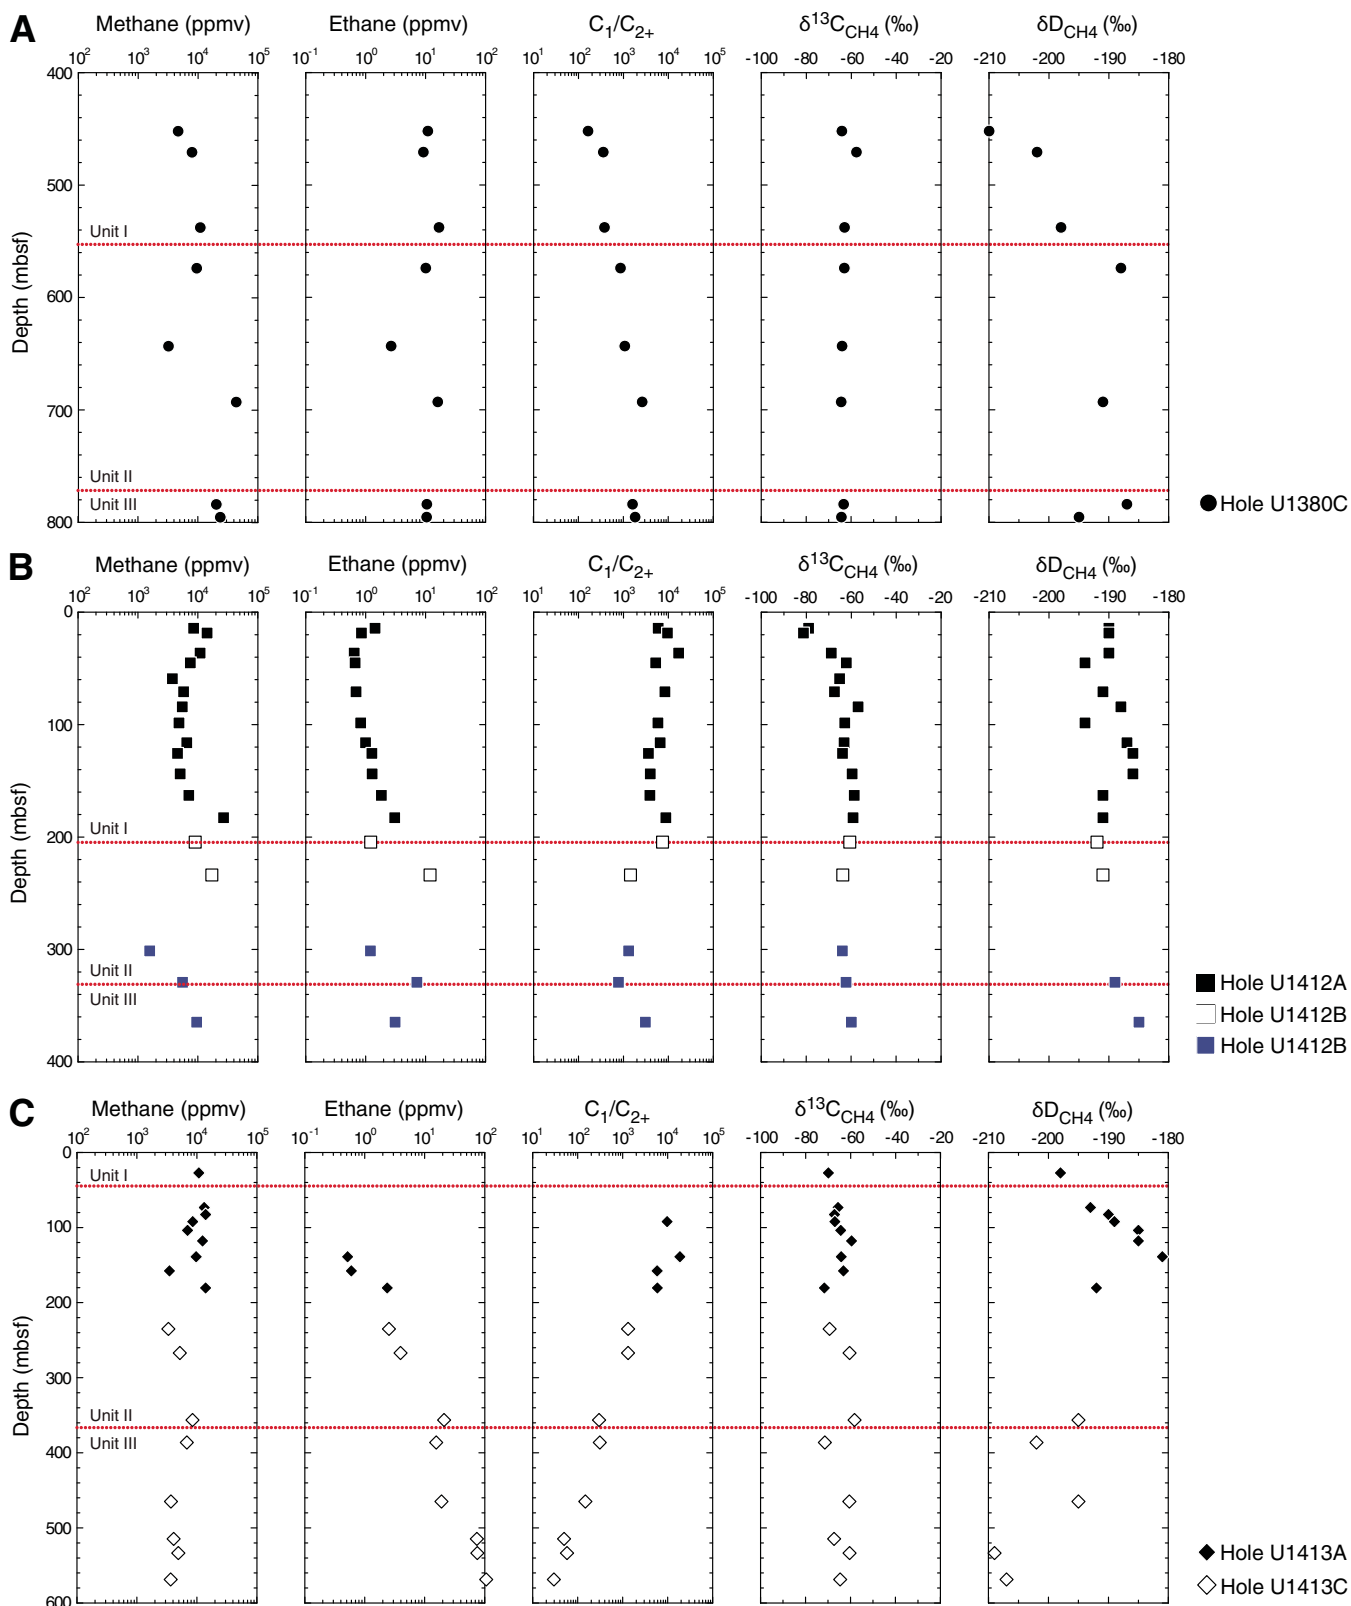 A
Methane (ppmv) Ethane (ppmv) C₁/C₂₊ δ¹³C_CH4 (‰) δD_CH4 (‰)
10² 10³ 10⁴ 10⁵ 10⁻¹ 10⁰ 10¹ 10² 10¹ 10² 10³ 10⁴ 10⁵ -100 -80 -60 -40 -20 -210 -200 -190 -180
400
500
Unit I
Depth (mbsf)
600
700
Unit II
Unit III
800
Hole U1380C
B
Methane (ppmv) Ethane (ppmv) C₁/C₂₊ δ¹³C_CH4 (‰) δD_CH4 (‰)
10² 10³ 10⁴ 10⁵ 10⁻¹ 10⁰ 10¹ 10² 10¹ 10² 10³ 10⁴ 10⁵ -100 -80 -60 -40 -20 -210 -200 -190 -180
0
100
Unit I
200
Depth (mbsf)
300
Unit II
Unit III
400
Hole U1412A
Hole U1412B
Hole U1412B
C
Methane (ppmv) Ethane (ppmv) C₁/C₂₊ δ¹³C_CH4 (‰) δD_CH4 (‰)
10² 10³ 10⁴ 10⁵ 10⁻¹ 10⁰ 10¹ 10² 10¹ 10² 10³ 10⁴ 10⁵ -100 -80 -60 -40 -20 -210 -200 -190 -180
0
Unit I
100
200
300
Depth (mbsf)
Unit II
Unit III
400
500
600
Hole U1413A
Hole U1413C